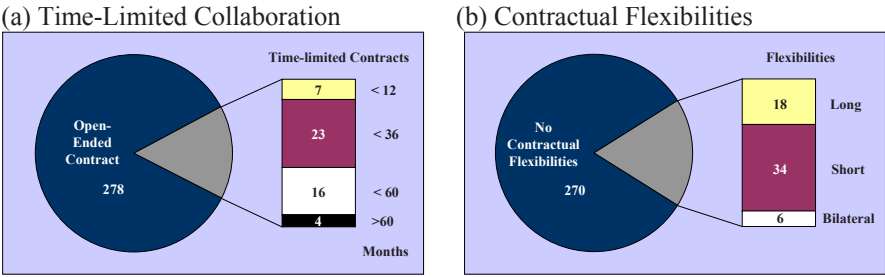 (a) Time-Limited Collaboration
Time-limited Contracts
7 < 12
Open-
Ended
Contract
278
23 < 36
16 < 60
4 >60
Months
(b) Contractual Flexibilities
Flexibilities
18 Long
No
Contractual
Flexibilities
270
34 Short
6 Bilateral